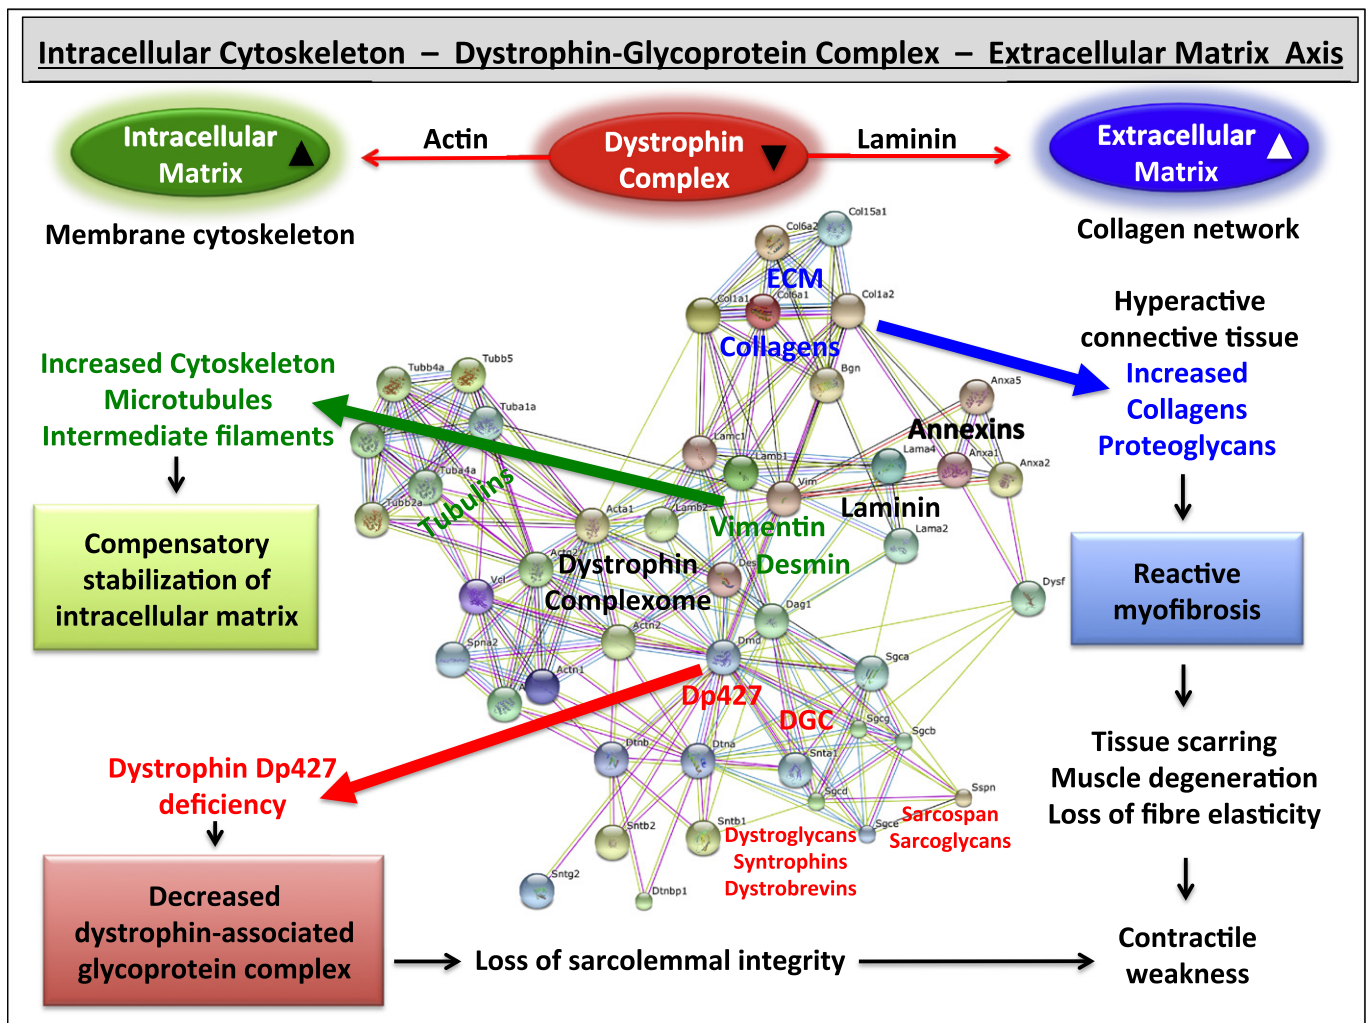 Intracellular Cytoskeleton – Dystrophin-Glycoprotein Complex – Extracellular Matrix Axis
Intracellular
Matrix
Actin
Dystrophin
Complex
Laminin
Extracellular
Matrix
Membrane cytoskeleton
Collagen network
Col15a1
Col6a2
ECM
Col1a1
Col6a1
Col1a2
Collagens
Bgn
Hyperactive
connective tissue
Increased
Collagens
Proteoglycans
Increased Cytoskeleton
Microtubules
Intermediate filaments
Tubb4a
Tubb5
Tuba1a
Tuba4a
Tubb2a
Tubulins
Anxa5
Annexins
Anxa1
Anxa2
Lamc1
Lamb1
Lama4
Vim
Laminin
Lama2
Acta1
Lamb2
Vimentin
Desmin
Des
Actn3
Dystrophin
Complexome
Vcl
Dysf
Dag1
Actn2
Dmd
Spna2
Actn1
Sgca
Compensatory
stabilization of
intracellular matrix
Reactive
myofibrosis
Dp427
DGC
Sgcg
Sgcb
Dtnb
Dtna
Snta1
Sgcd
Sspn
Sntb2
Sntb1
Sgce
Sarcospan
Sarcoglycans
Dystroglycans
Syntrophins
Dystrobrevins
Sntg2
Dtnbp1
Tissue scarring
Muscle degeneration
Loss of fibre elasticity
Dystrophin Dp427
deficiency
Decreased
dystrophin-associated
glycoprotein complex
Loss of sarcolemmal integrity
Contractile
weakness